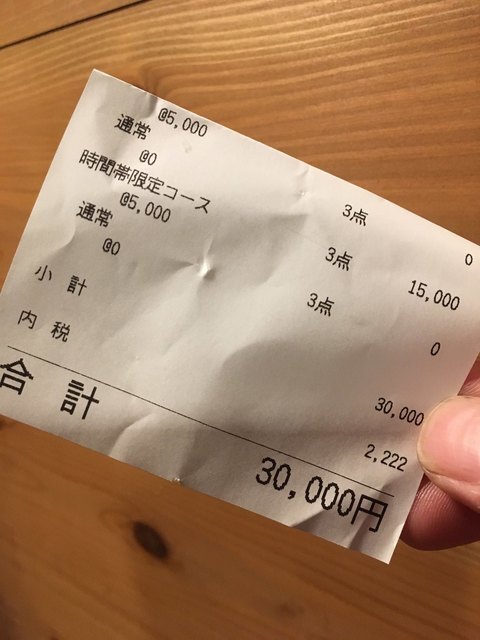 @5,000
通常
@0 3点 0
時間帯限定コース
@5,000 3点 15,000
通常
@0 3点 0
小計 30,000
内税 2,222
合計 30,000円